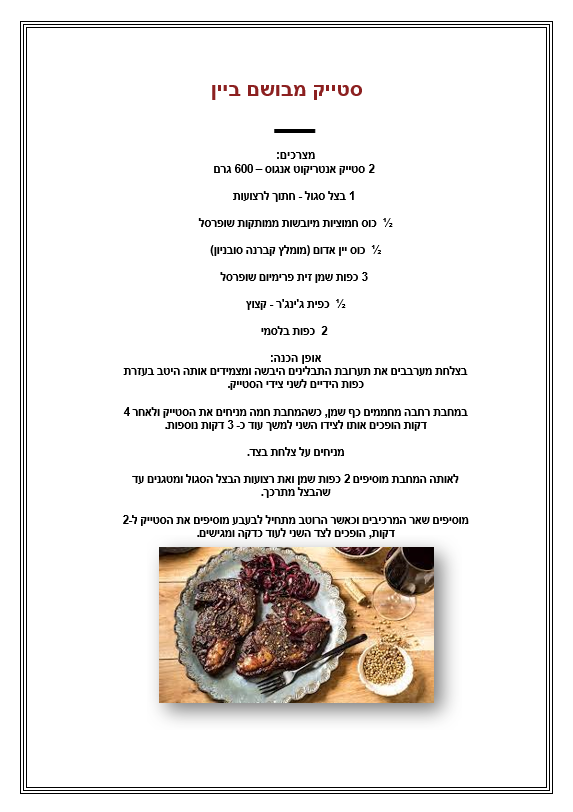 סטייק מבושם ביין
מצרכים:
2 סטייק אנטריקוט אנגוס – 600 גרם
1 בצל סגול - חתוך לרצועות
½ כוס חמוציות מיובשות ממותקות שופרסל
½ כוס יין אדום (מומלץ קברנה סובניון)
3 כפות שמן זית פרימיום שופרסל
½ כפית ג'ינג'ר - קצוץ
2 כפות בלסמי
אופן הכנה:
בצלחת מערבבים את תערובת התבלינים היבשה ומצמידים אותה היטב בעזרת
כפות הידיים לשני צידי הסטייק.
במחבת רחבה מחממים כף שמן, כשהמחבת חמה מניחים את הסטייק ולאחר 4
דקות הופכים אותו לצידו השני למשך עוד כ- 3 דקות נוספות.
מניחים על צלחת בצד.
לאותה המחבת מוסיפים 2 כפות שמן ואת רצועות הבצל הסגול ומטגנים עד
שהבצל מתרכך.
מוסיפים שאר המרכיבים וכאשר הרוטב מתחיל לבעבע מוסיפים את הסטייק ל-2
דקות, הופכים לצד השני לעוד כדקה ומגישים.